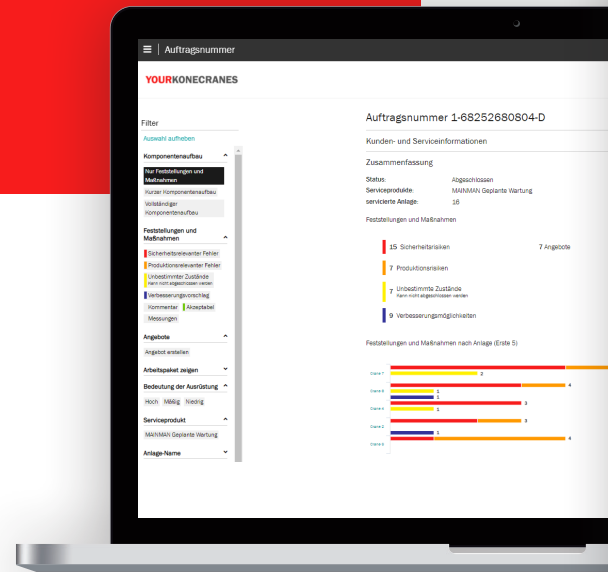 Auftragsnummer
YOURKONECRANES
Filter
Auswahl aufheben
Komponentenaufbau
Nur Feststellungen und
Maßnahmen
Kurzer Komponentenaufbau
Vollständiger
Komponentenaufbau
Feststellungen und
Maßnahmen
Sicherheitsrelevanter Fehler
Produktionsrelevanter Fehler
Unbestimmter Zustände
Kann nicht abgeschlossen werden
Verbesserungsvorschlag
Kommentar Akzeptabel
Messungen
Angebote
Angebot erstellen
Arbeitspaket zeigen
Bedeutung der Ausrüstung
Hoch Mäßig Niedrig
Serviceprodukt
MAINMAN Geplante Wartung
Anlage-Name
Auftragsnummer 1-68252680804-D
Kunden- und Serviceinformationen
Zusammenfassung
Status: Abgeschlossen
Serviceprodukte: MAINMAN Geplante Wartung
servicierte Anlage: 16
Feststellungen und Maßnahmen
15 Sicherheitsrisiken 7 Angebote
7 Produktionsrisiken
7 Unbestimmte Zustände
Kann nicht abgeschlossen werden
9 Verbesserungsmöglichkeiten
Feststellungen und Maßnahmen nach Anlage (Erste 5)
2
4
1
1
3
1
3
1
4